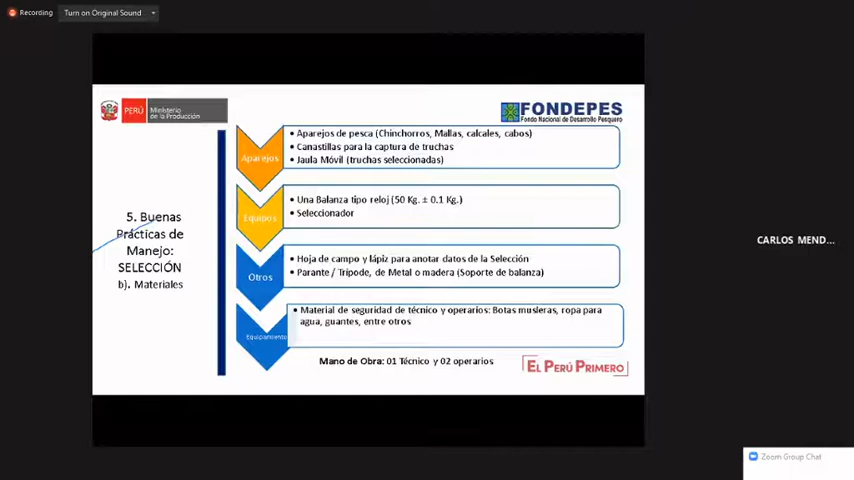 Recording
Turn on Original Sound
PERÚ
Ministerio
de la Producción
FONDEPES
Fondo Nacional de Desarrollo Pesquero
5. Buenas
Prácticas de
Manejo:
SELECCIÓN
b). Materiales
Aparejos
• Aparejos de pesca (Chinchorros, Mallas, calcales, cabos)
• Canastillas para la captura de truchas
• Jaula Móvil (truchas seleccionadas)
Equipos
• Una Balanza tipo reloj (50 Kg. ± 0.1 Kg.)
• Seleccionador
Otros
• Hoja de campo y lápiz para anotar datos de la Selección
• Parante / Trípode, de Metal o madera (Soporte de balanza)
Equipamiento
• Material de seguridad de técnico y operarios: Botas musleras, ropa para
agua, guantes, entre otros
Mano de Obra: 01 Técnico y 02 operarios
EL PERÚ PRIMERO
CARLOS MEND...
Zoom Group Chat